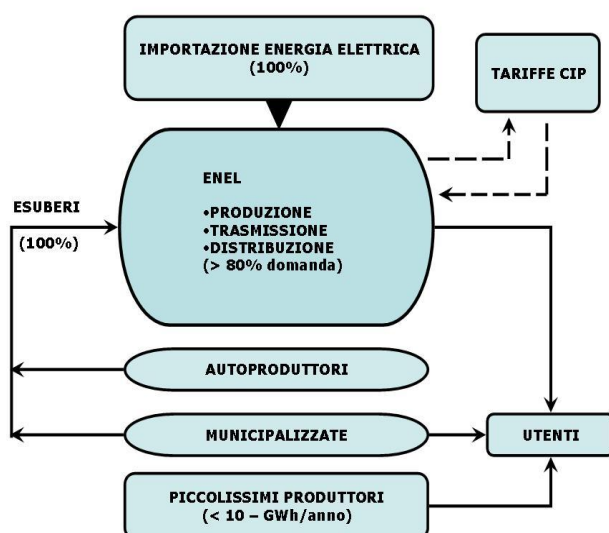 IMPORTAZIONE ENERGIA ELETTRICA
(100%)
TARIFFE CIP
ENEL
•PRODUZIONE
•TRASMISSIONE
•DISTRIBUZIONE
(> 80% domanda)
ESUBERI
(100%)
AUTOPRODUTTORI
MUNICIPALIZZATE
UTENTI
PICCOLISSIMI PRODUTTORI
(< 10 – GWh/anno)